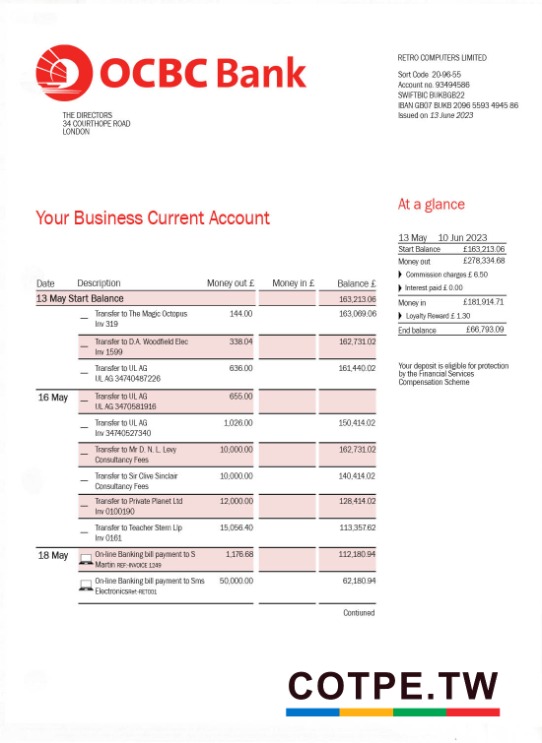 OCBC Bank
RETRO COMPUTERS LIMITED
Sort Code 20-96-55
Account no. 93494586
SWIFTBIC BUKBGB22
IBAN GB07 BUKB 2096 5593 4945 86
Issued on 13 June 2023
THE DIRECTORS
34 COURTHOPE ROAD
LONDON
Your Business Current Account
At a glance
13 May 10 Jun 2023
Start Balance £163,213.06
Money out £278,334.68
Commission charges £ 6.50
Interest paid £ 0.00
Money in £181,914.71
Loyalty Reward £ 1.30
End balance £66,793.09
Your deposit is eligible for protection
by the Financial Services
Compensation Scheme
Date Description Money out £ Money in £ Balance £
13 May Start Balance 163,213.06
Transfer to The Magic Octopus 144.00 163,069.06
Inv 319
Transfer to D.A. Woodfield Elec 338.04 162,731.02
Inv 1599
Transfer to UL AG 636.00 161,440.02
UL AG 34740487226
16 May Transfer to UL AG 655.00
UL AG 3470581916
Transfer to UL AG 1,026.00 150,414.02
Inv 34740527340
Transfer to Mr D. N. L. Levy 10,000.00 162,731.02
Consultancy Fees
Transfer to Sir Clive Sinclair 10,000.00 140,414.02
Consultancy Fees
Transfer to Private Planet Ltd 12,000.00 128,414.02
Inv 0100190
Transfer to Teacher Stem Lip 15,056.40 113,357.62
Inv 0161
18 May On-line Banking bill payment to S 1,176.68 112,180.94
Martin REF:-INVOICE 1249
On-line Banking bill payment to Sms 50,000.00 62,180.94
Electronics Ref:-RET001
Contiuned
COTPE.TW